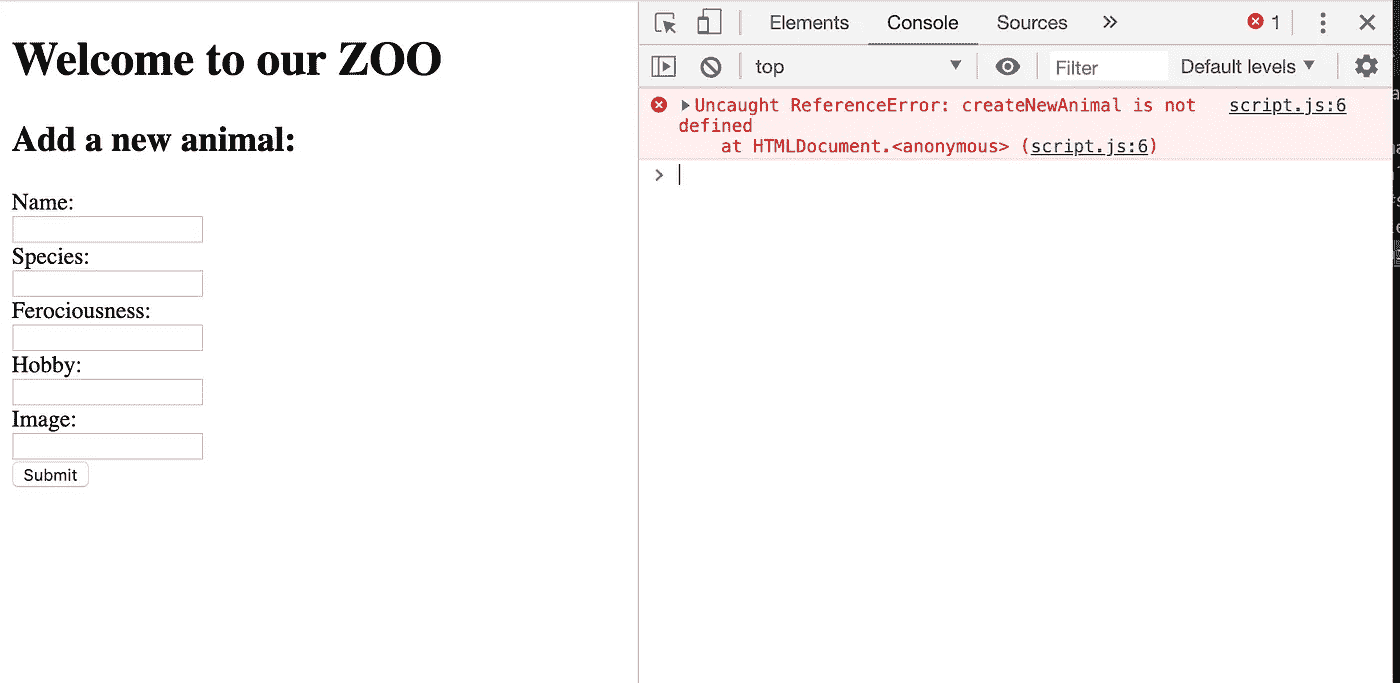 Welcome to our ZOO
Add a new animal:
Name:
Species:
Ferociousness:
Hobby:
Image:
Submit
Elements Console Sources » 1
top Filter Default levels
Uncaught ReferenceError: createNewAnimal is not script.js:6
defined
at HTMLDocument.<anonymous> (script.js:6)
>